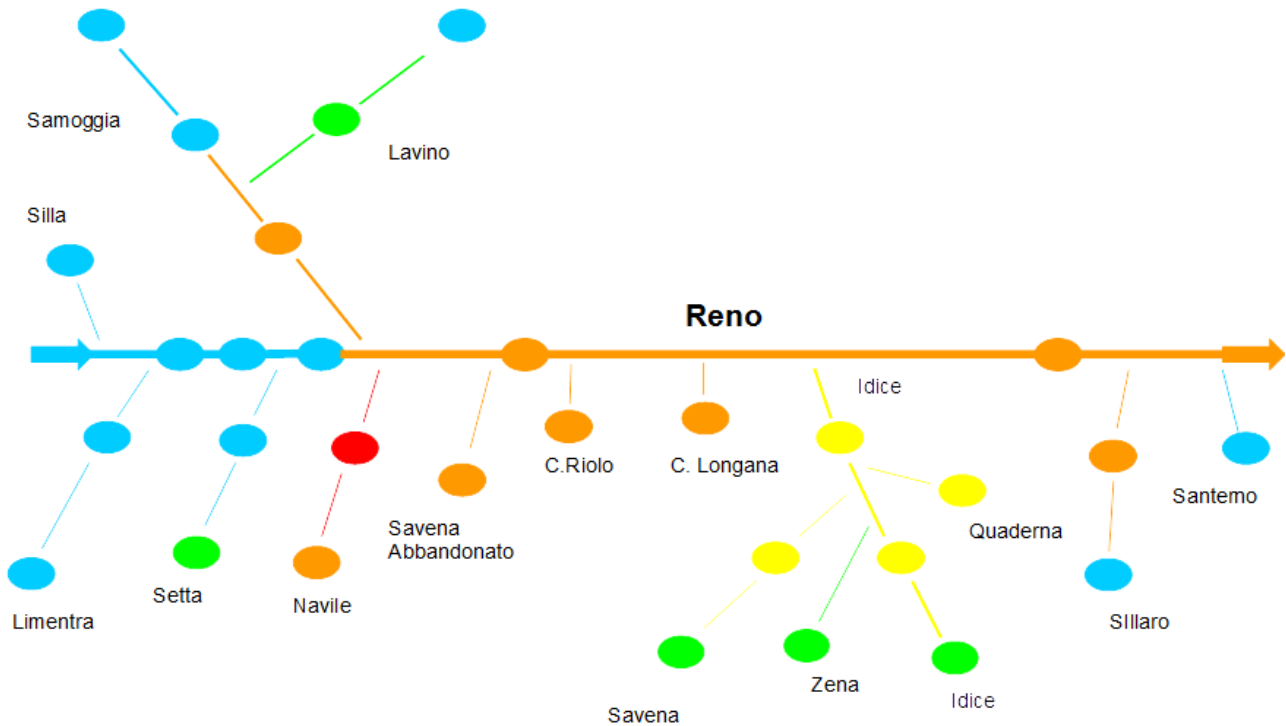 Samoggia
Lavino
Silla
Reno
Idice
C.Riolo
C. Longana
Santerno
Savena
Abbandonato
Quaderna
Limentra
Setta
Navile
SIllaro
Zena
Idice
Savena